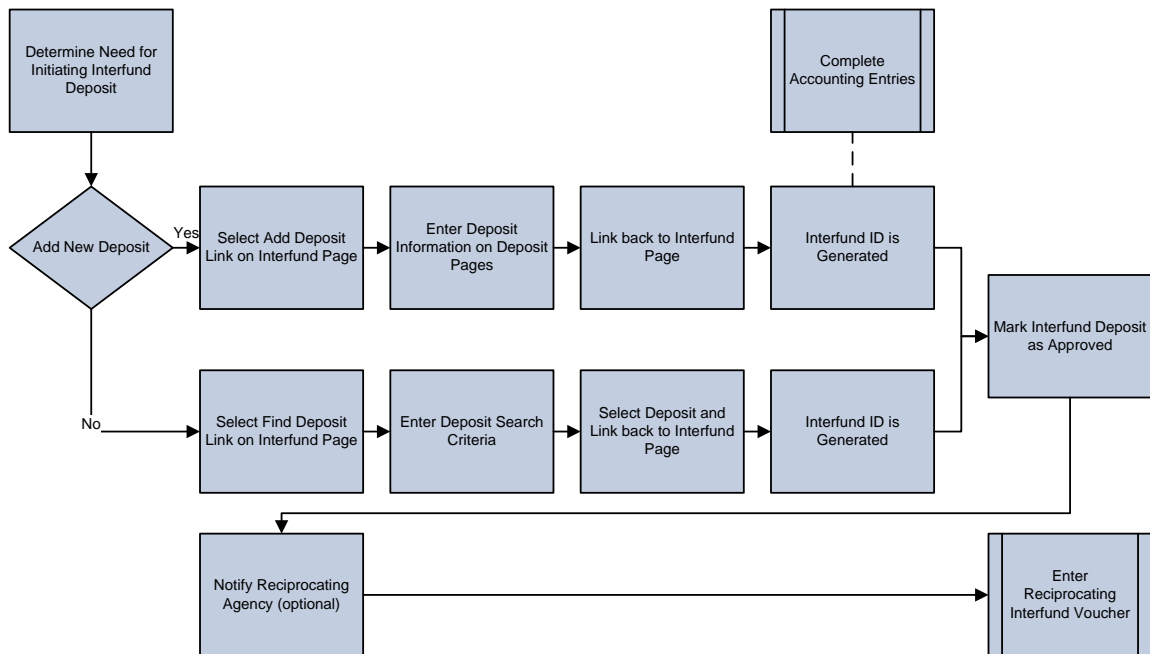 Determine Need for
Initiating Interfund
Deposit
Complete
Accounting Entries
Add New Deposit
Yes
Select Add Deposit
Link on Interfund Page
Enter Deposit
Information on Deposit
Pages
Link back to Interfund
Page
Interfund ID is
Generated
Mark Interfund Deposit
as Approved
No
Select Find Deposit
Link on Interfund Page
Enter Deposit Search
Criteria
Select Deposit and
Link back to Interfund
Page
Interfund ID is
Generated
Notify Reciprocating
Agency (optional)
Enter
Reciprocating
Interfund Voucher